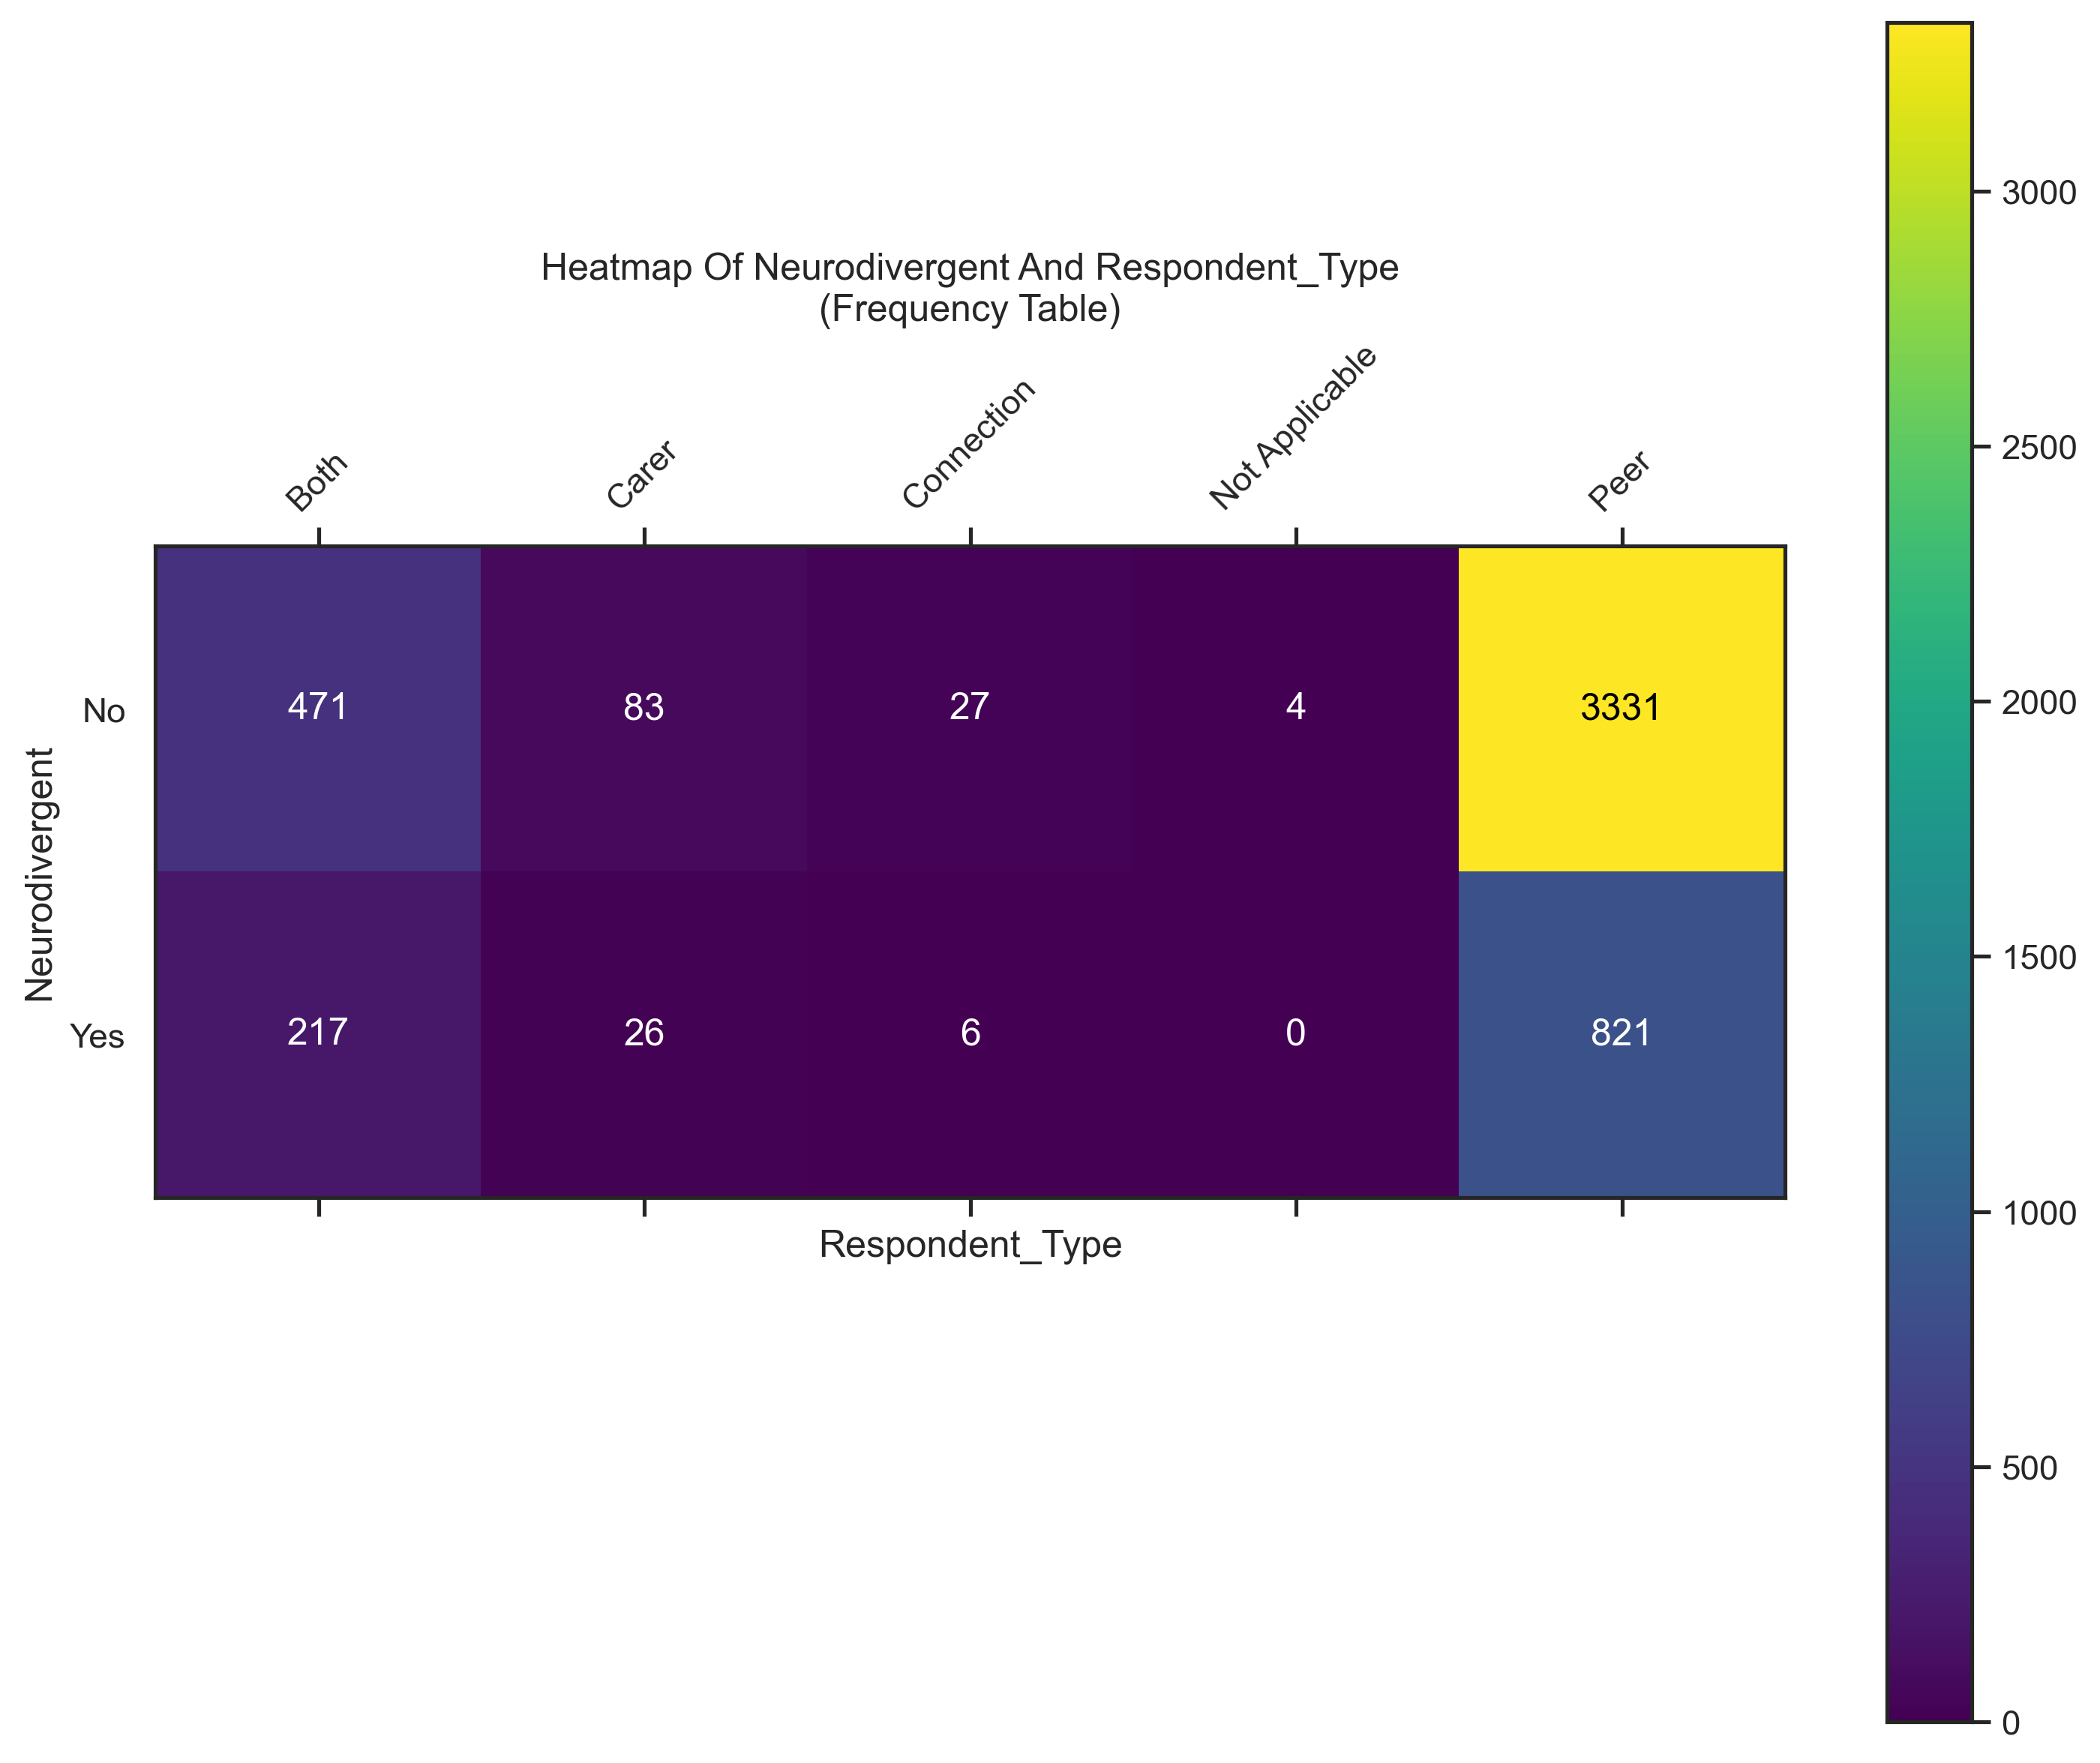 Heatmap Of Neurodivergent And Respondent_Type
(Frequency Table)
Both Carer Connection Not Applicable Peer
No 471 83 27 4 3331
Yes 217 26 6 0 821
Neurodivergent
Respondent_Type
3000
2500
2000
1500
1000
500
0